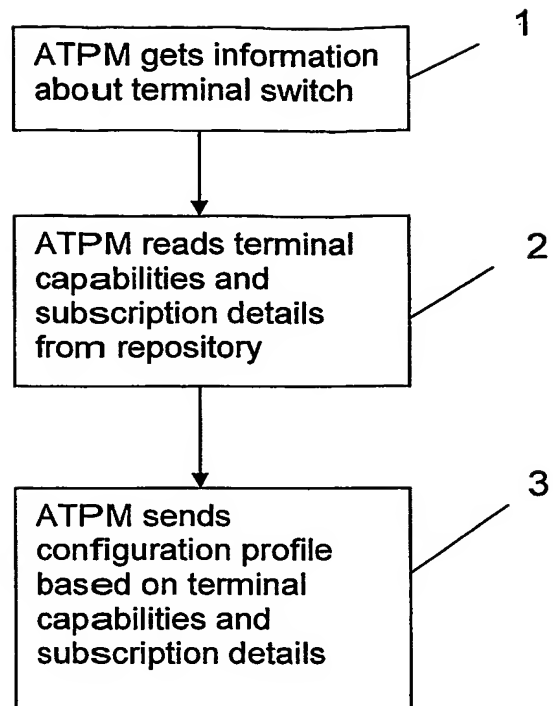 1
ATPM gets information
about terminal switch
2
ATPM reads terminal
capabilities and
subscription details
from repository
3
ATPM sends
configuration profile
based on terminal
capabilities and
subscription details